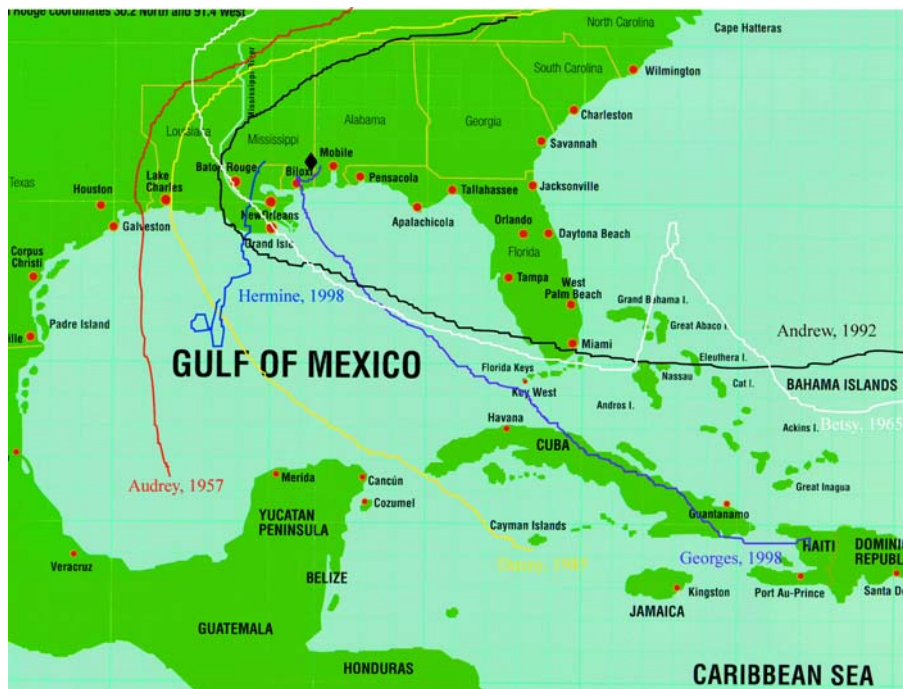 Rouge coordinates 30.2 North and 91.4 West
North Carolina
Cape Hatteras
Mississippi River
South Carolina
Wilmington
Louisiana
Mississippi
Alabama
Georgia
Charleston
Savannah
Texas
Houston
Lake
Charles
Baton Rouge
Biloxi
Mobile
Pensacola
Tallahassee
Jacksonville
Galveston
New Orleans
Grand Isle
Apalachicola
Orlando
Daytona Beach
Florida
Corpus
Christi
Tampa
West
Palm Beach
Hermine, 1998
Grand Bahama I.
Padre Island
ville
Great Abaco I
Andrew, 1992
Miami
GULF OF MEXICO
Eleuthera I.
Florida Keys
Nassau
Cat I.
BAHAMA ISLANDS
Key West
Andros I.
Betsy, 1965
Havana
Ackins I.
CUBA
Audrey, 1957
Merida
Cancún
Great Inagua
Cozumel
Guantanamo
YUCATAN
PENINSULA
Cayman Islands
Veracruz
Georges, 1998
HAITI
DOMINI
REPUBL
BELIZE
Kingston
Port Au-Prince
Santa Do
JAMAICA
GUATEMALA
HONDURAS
CARIBBEAN SEA